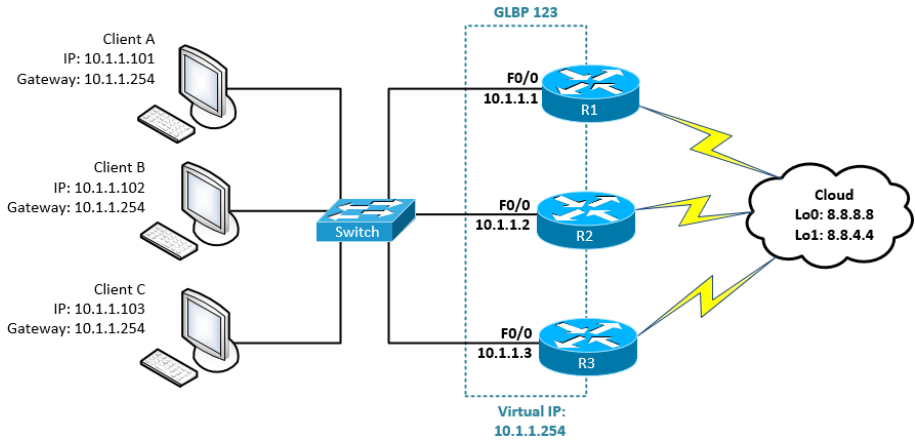 GLBP 123
Client A
IP: 10.1.1.101
Gateway: 10.1.1.254
F0/0
10.1.1.1
R1
Client B
IP: 10.1.1.102
Gateway: 10.1.1.254
Switch
F0/0
10.1.1.2
R2
Cloud
Lo0: 8.8.8.8
Lo1: 8.8.4.4
Client C
IP: 10.1.1.103
Gateway: 10.1.1.254
F0/0
10.1.1.3
R3
Virtual IP:
10.1.1.254